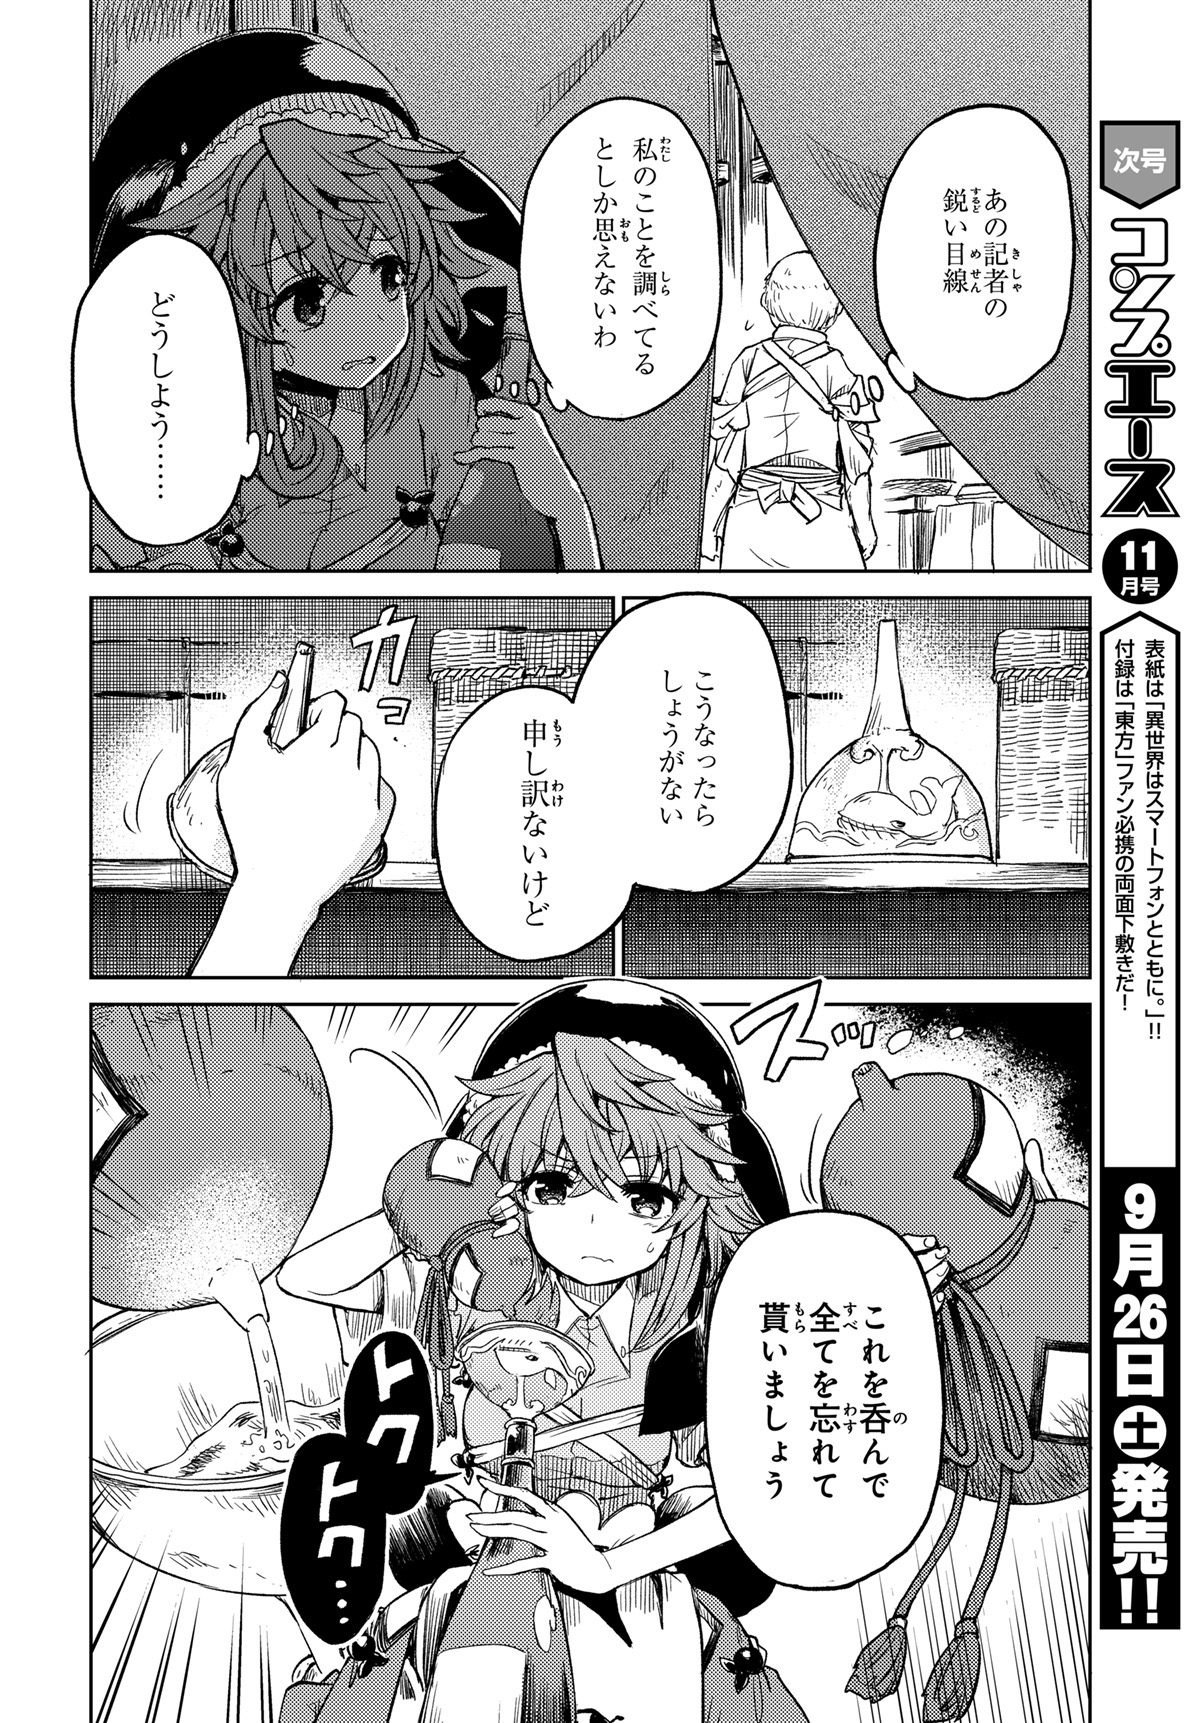 あの記者の
鋭い目線
私のことを調べてる
としか思えないわ
どうしよう……
こうなったら
しょうがない
申し訳ないけど
カコッ
ズッ
これを呑んで
全てを忘れて
貰いましょう
トクトク…
次号
コンプエース
11
月号
表紙は「異世界はスマートフォンとともに。」!!
付録は「東方」ファン必携の両面下敷きだ!
9月26日㊏発売!!